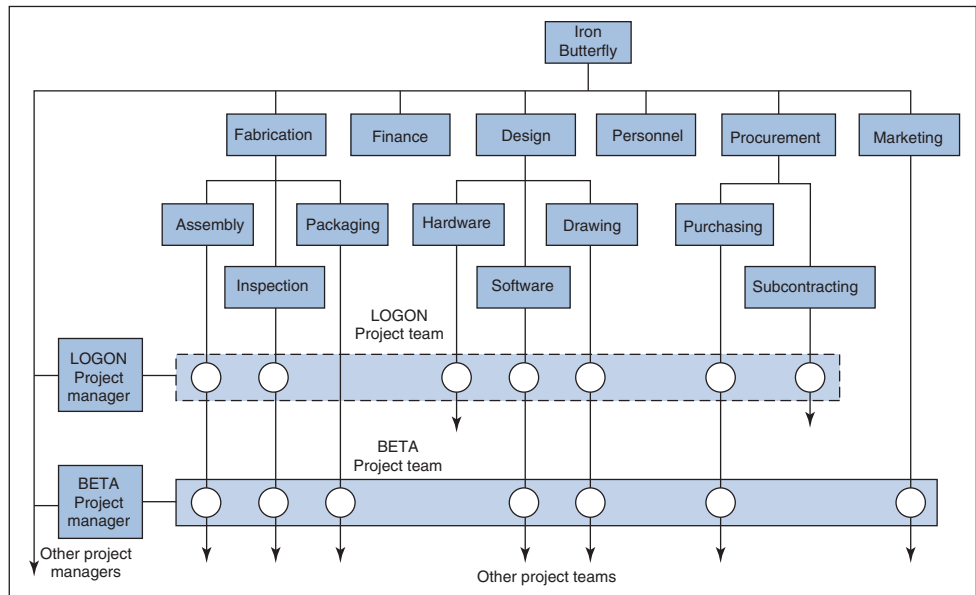 Iron
Butterfly
Fabrication
Finance
Design
Personnel
Procurement
Marketing
Assembly
Packaging
Hardware
Drawing
Purchasing
Inspection
Software
Subcontracting
LOGON
Project team
LOGON
Project
manager
BETA
Project team
BETA
Project
manager
Other project
managers
Other project teams